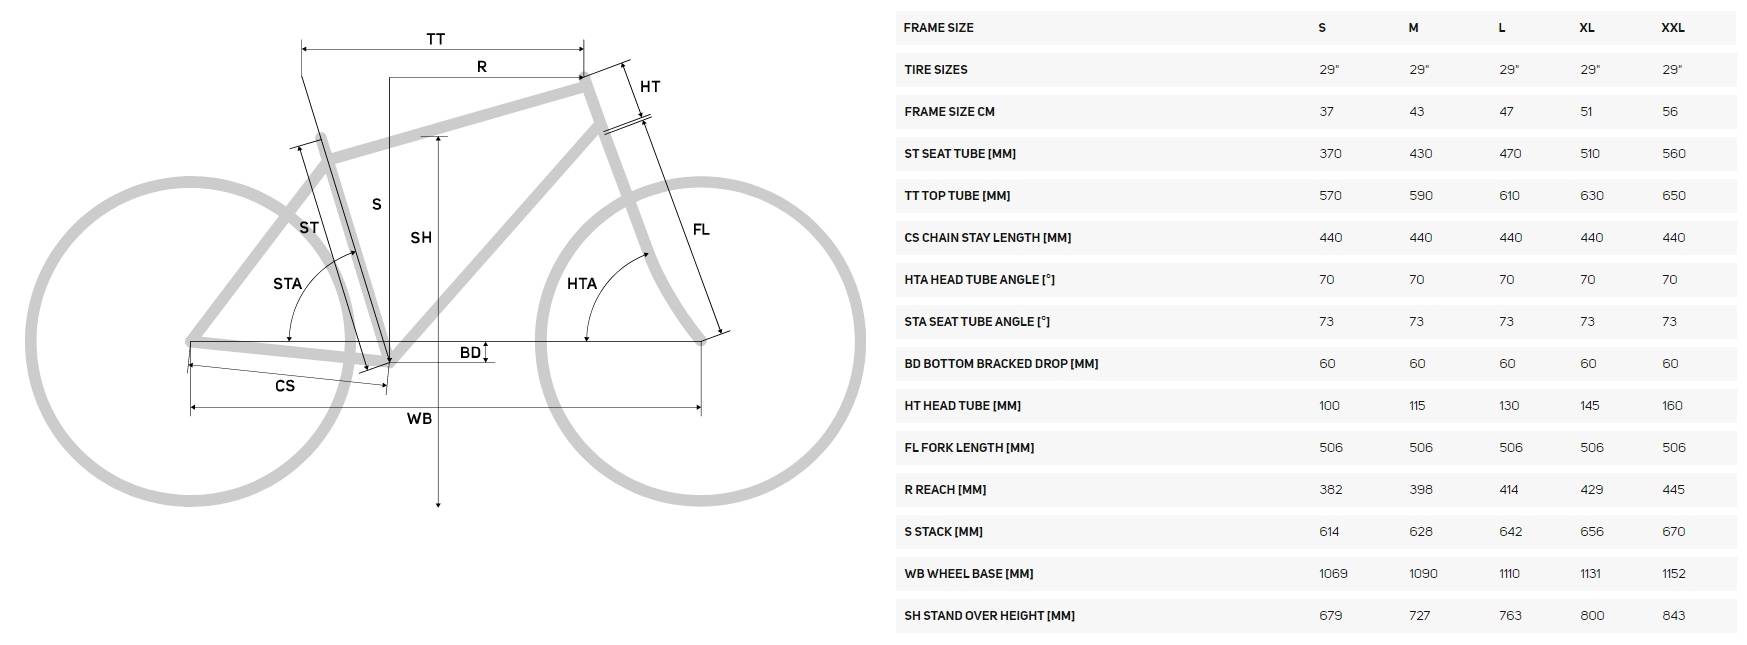 TT
R
HT
S
ST
SH
FL
STA
HTA
BD
CS
WB
FRAME SIZE S M L XL XXL
TIRE SIZES 29" 29" 29" 29" 29"
FRAME SIZE CM 37 43 47 51 56
ST SEAT TUBE [MM] 370 430 470 510 560
TT TOP TUBE [MM] 570 590 610 630 650
CS CHAIN STAY LENGTH [MM] 440 440 440 440 440
HTA HEAD TUBE ANGLE [°] 70 70 70 70 70
STA SEAT TUBE ANGLE [°] 73 73 73 73 73
BD BOTTOM BRACKED DROP [MM] 60 60 60 60 60
HT HEAD TUBE [MM] 100 115 130 145 160
FL FORK LENGTH [MM] 506 506 506 506 506
R REACH [MM] 382 398 414 429 445
S STACK [MM] 614 628 642 656 670
WB WHEEL BASE [MM] 1069 1090 1110 1131 1152
SH STAND OVER HEIGHT [MM] 679 727 763 800 843